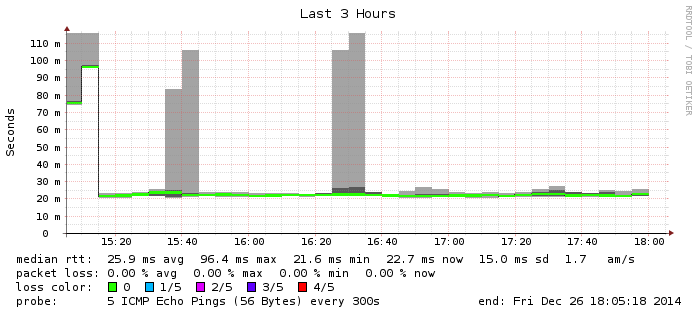 Last 3 Hours
RRDTOOL / TOBI OETIKER
Seconds
110 m
100 m
90 m
80 m
70 m
60 m
50 m
40 m
30 m
20 m
10 m
0
15:20 15:40 16:00 16:20 16:40 17:00 17:20 17:40 18:00
median rtt: 25.9 ms avg 96.4 ms max 21.6 ms min 22.7 ms now 15.0 ms sd 1.7 am/s
packet loss: 0.00 % avg 0.00 % max 0.00 % min 0.00 % now
loss color: 0 1/5 2/5 3/5 4/5
probe: 5 ICMP Echo Pings (56 Bytes) every 300s end: Fri Dec 26 18:05:18 2014